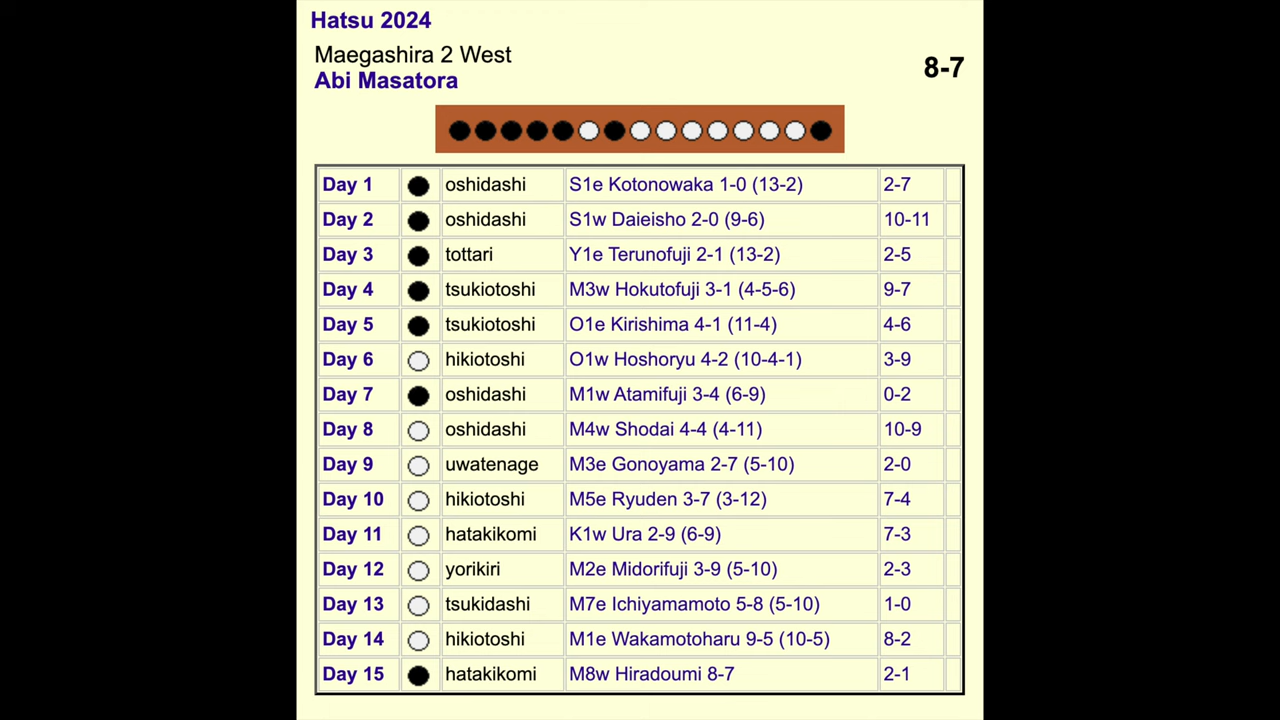 Hatsu 2024
Maegashira 2 West
Abi Masatora
8-7
Day 1 oshidashi S1e Kotonowaka 1-0 (13-2) 2-7
Day 2 oshidashi S1w Daieisho 2-0 (9-6) 10-11
Day 3 tottari Y1e Terunofuji 2-1 (13-2) 2-5
Day 4 tsukiotoshi M3w Hokutofuji 3-1 (4-5-6) 9-7
Day 5 tsukiotoshi O1e Kirishima 4-1 (11-4) 4-6
Day 6 hikiotoshi O1w Hoshoryu 4-2 (10-4-1) 3-9
Day 7 oshidashi M1w Atamifuji 3-4 (6-9) 0-2
Day 8 oshidashi M4w Shodai 4-4 (4-11) 10-9
Day 9 uwatenage M3e Gonoyama 2-7 (5-10) 2-0
Day 10 hikiotoshi M5e Ryuden 3-7 (3-12) 7-4
Day 11 hatakikomi K1w Ura 2-9 (6-9) 7-3
Day 12 yorikiri M2e Midorifuji 3-9 (5-10) 2-3
Day 13 tsukidashi M7e Ichiyamamoto 5-8 (5-10) 1-0
Day 14 hikiotoshi M1e Wakamotoharu 9-5 (10-5) 8-2
Day 15 hatakikomi M8w Hiradoumi 8-7 2-1